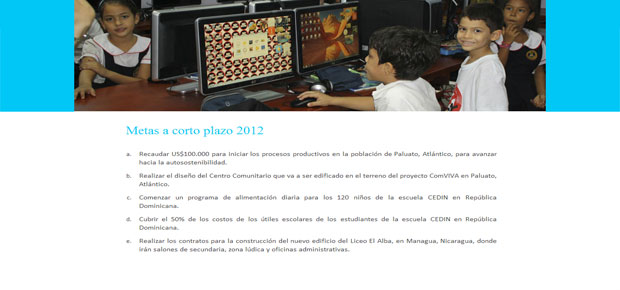 Metas a corto plazo 2012
a. Recaudar US$100.000 para iniciar los procesos productivos en la población de Paluato, Atlántico, para avanzar
hacia la autosostenibilidad.
b. Realizar el diseño del Centro Comunitario que va a ser edificado en el terreno del proyecto ComVIVA en Paluato,
Atlántico.
c. Comenzar un programa de alimentación diaria para los 120 niños de la escuela CEDIN en República
Dominicana.
d. Cubrir el 50% de los costos de los útiles escolares de los estudiantes de la escuela CEDIN en República
Dominicana.
e. Realizar los contratos para la construcción del nuevo edificio del Liceo El Alba, en Managua, Nicaragua, donde
irán salones de secundaria, zona lúdica y oficinas administrativas.